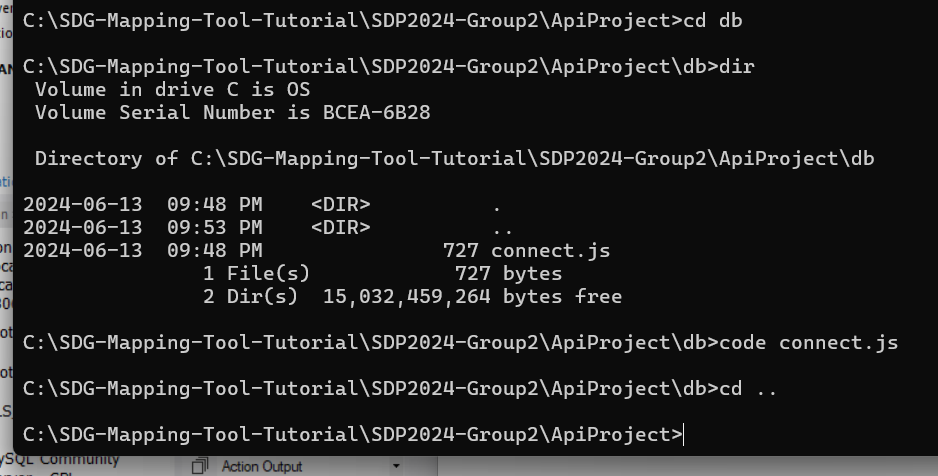 C:\SDG-Mapping-Tool-Tutorial\SDP2024-Group2\ApiProject>cd db
C:\SDG-Mapping-Tool-Tutorial\SDP2024-Group2\ApiProject\db>dir
Volume in drive C is OS
Volume Serial Number is BCEA-6B28
Directory of C:\SDG-Mapping-Tool-Tutorial\SDP2024-Group2\ApiProject\db
2024-06-13  09:48 PM    <DIR>          .
2024-06-13  09:53 PM    <DIR>          ..
2024-06-13  09:48 PM               727 connect.js
1 File(s)            727 bytes
2 Dir(s)  15,032,459,264 bytes free
C:\SDG-Mapping-Tool-Tutorial\SDP2024-Group2\ApiProject\db>code connect.js
C:\SDG-Mapping-Tool-Tutorial\SDP2024-Group2\ApiProject\db>cd ..
C:\SDG-Mapping-Tool-Tutorial\SDP2024-Group2\ApiProject>
ySQL Community
Action Output